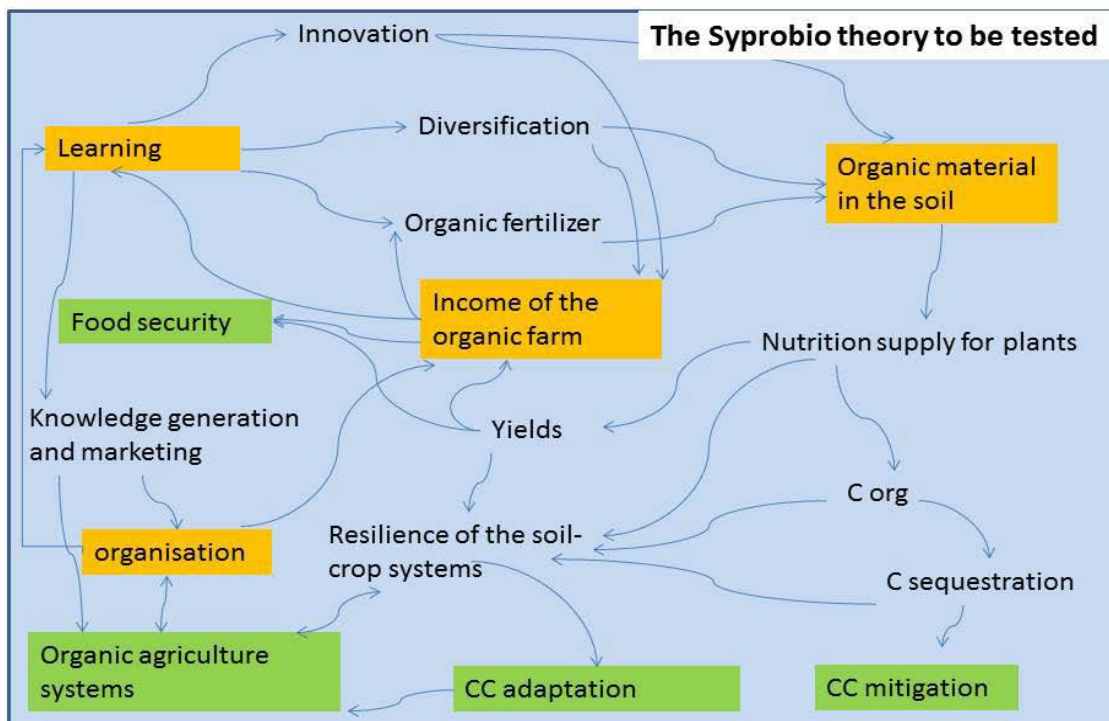 Innovation
The Syprobio theory to be tested
Diversification
Learning
Organic material
in the soil
Organic fertilizer
Income of the
organic farm
Food security
Nutrition supply for plants
Knowledge generation
and marketing
Yields
C org
Resilience of the soil-
crop systems
organisation
C sequestration
Organic agriculture
systems
CC adaptation
CC mitigation